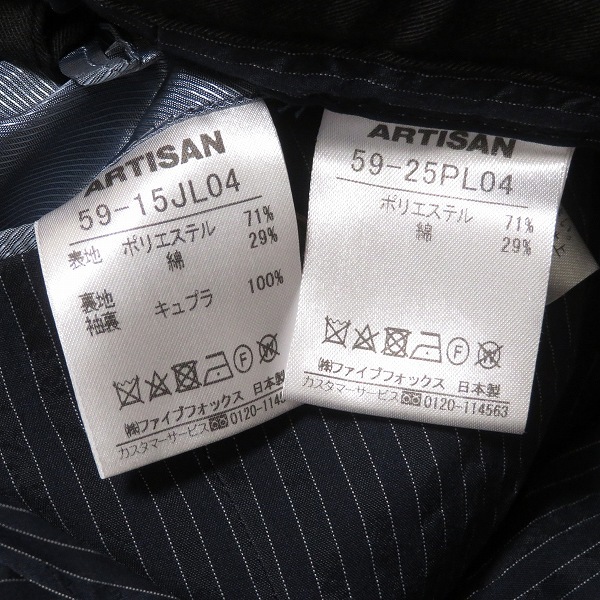 ARTISAN
59-15JL04
表地 ポリエステル 71%
綿 29%
裏地
袖裏 キュプラ 100%
F
㈱ファイブフォックス 日本製
カスタマーサービス 0120-114
ARTISAN
59-25PL04
ポリエステル 71%
綿 29%
F
㈱ファイブフォックス 日本製
カスタマーサービス 0120-114563